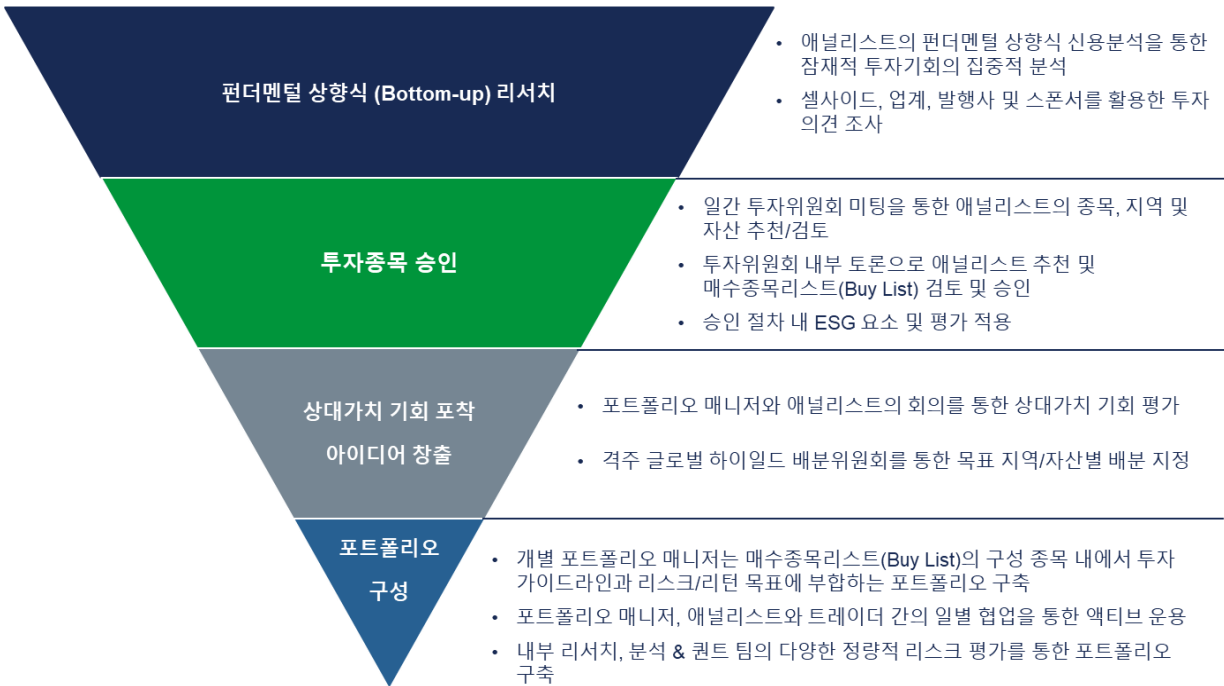 펀더멘털 상향식 (Bottom-up) 리서치
• 애널리스트의 펀더멘털 상향식 신용분석을 통한
잠재적 투자기회의 집중적 분석
• 셀사이드, 업계, 발행사 및 스폰서를 활용한 투자
의견 조사
투자종목 승인
• 일간 투자위원회 미팅을 통한 애널리스트의 종목, 지역 및
자산 추천/검토
• 투자위원회 내부 토론으로 애널리스트 추천 및
매수종목리스트(Buy List) 검토 및 승인
• 승인 절차 내 ESG 요소 및 평가 적용
상대가치 기회 포착
아이디어 창출
• 포트폴리오 매니저와 애널리스트의 회의를 통한 상대가치 기회 평가
• 격주 글로벌 하이일드 배분위원회를 통한 목표 지역/자산별 배분 지정
포트폴리오
구성
• 개별 포트폴리오 매니저는 매수종목리스트(Buy List)의 구성 종목 내에서 투자
가이드라인과 리스크/리턴 목표에 부합하는 포트폴리오 구축
• 포트폴리오 매니저, 애널리스트와 트레이더 간의 일별 협업을 통한 액티브 운용
• 내부 리서치, 분석 & 퀀트 팀의 다양한 정량적 리스크 평가를 통한 포트폴리오
구축